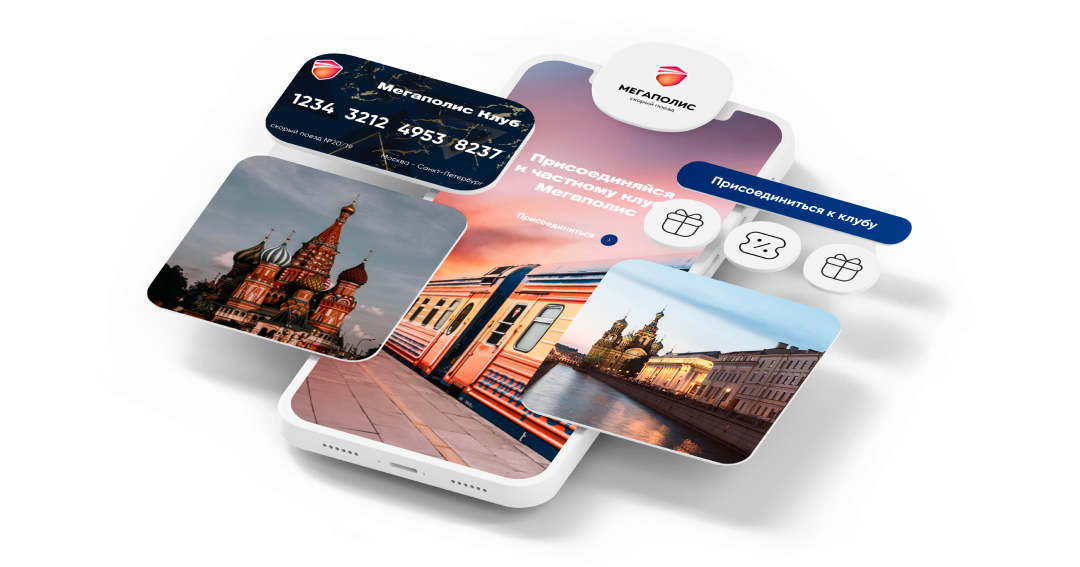 Мегаполис Клуб
1234 3212 4953 8237
скорый поезд №20/19
Москва - Санкт-Петербург
МЕГАПОЛИС
скорый поезд
Присоединяйся
к частному клу
Мегаполис
Присоединиться
Присоединиться к клубу